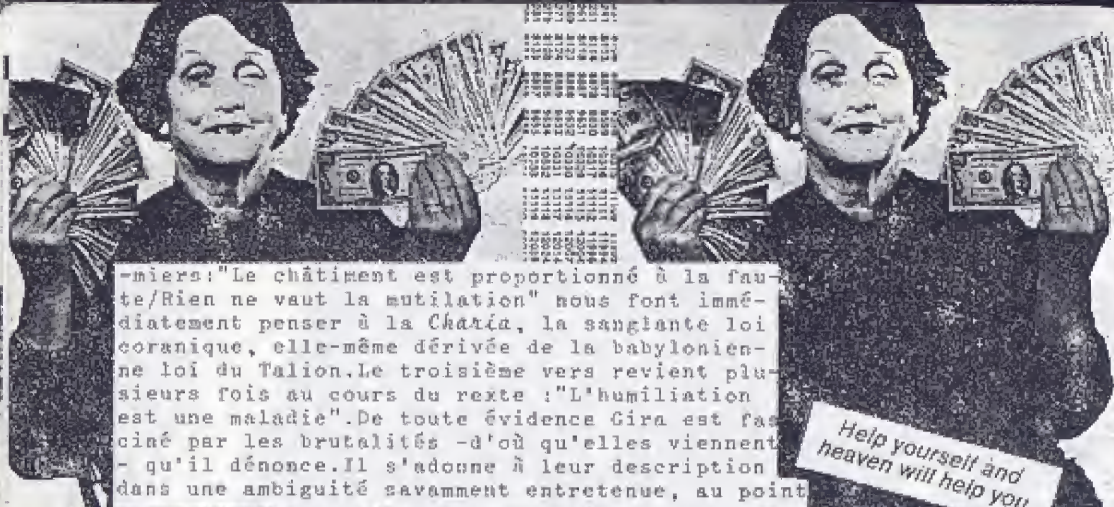 -miers:"Le châtiment est proportionné à la fau-
te/Rien ne vaut la mutilation" nous font immé-
diatement penser à la Charia, la sanglante loi
coranique, elle-même dérivée de la babylonien-
ne loi du Talion.Le troisième vers revient plu-
sieurs fois au cours du rexte :"L'humiliation
est une maladie".De toute évidence Gira est fas
ciné par les brutalités -d'où qu'elles viennent
- qu'il dénonce.Il s'adonne à leur description
dans une ambiguité savamment entretenue, au point
Help yourself and
heaven will help you